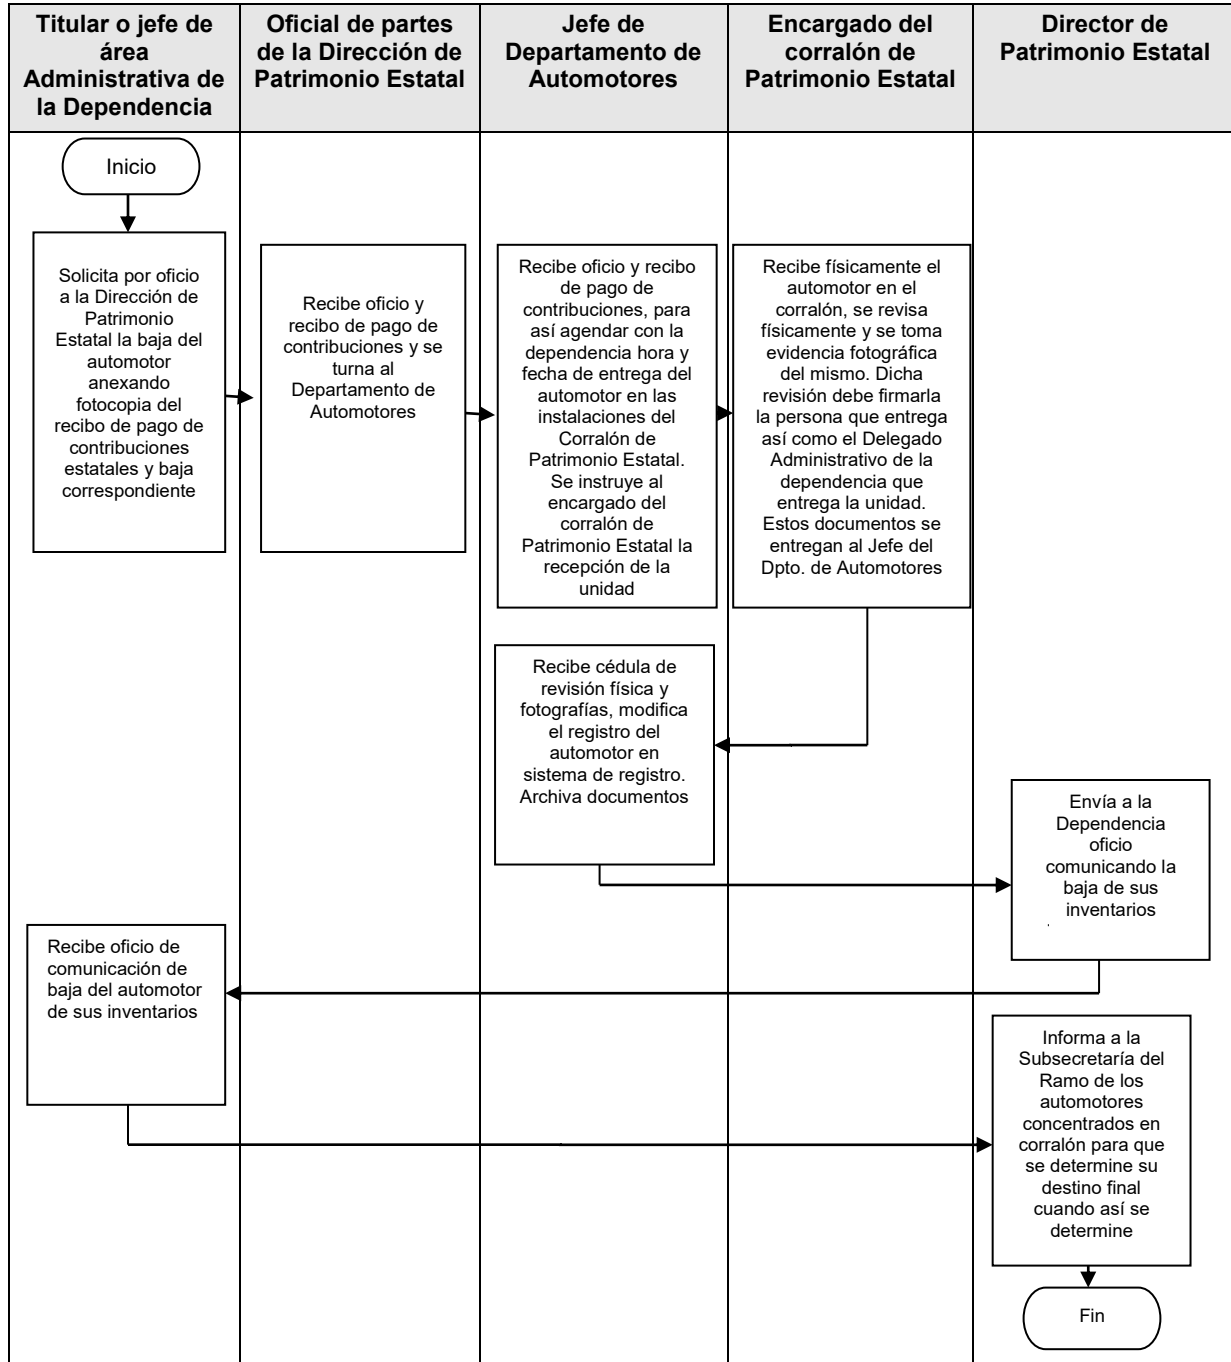 Titular o jefe de
área
Administrativa de
la Dependencia
Oficial de partes
de la Dirección de
Patrimonio Estatal
Jefe de
Departamento de
Automotores
Encargado del
corralón de
Patrimonio Estatal
Director de
Patrimonio Estatal
Inicio
Solicita por oficio
a la Dirección de
Patrimonio
Estatal la baja del
automotor
anexando
fotocopia del
recibo de pago de
contribuciones
estatales y baja
correspondiente
Recibe oficio y
recibo de pago de
contribuciones y se
turna al
Departamento de
Automotores
Recibe oficio y recibo
de pago de
contribuciones, para
así agendar con la
dependencia hora y
fecha de entrega del
automotor en las
instalaciones del
Corralón de
Patrimonio Estatal.
Se instruye al
encargado del
corralón de
Patrimonio Estatal la
recepción de la
unidad
Recibe físicamente el
automotor en el
corralón, se revisa
físicamente y se toma
evidencia fotográfica
del mismo. Dicha
revisión debe firmarla
la persona que entrega
así como el Delegado
Administrativo de la
dependencia que
entrega la unidad.
Estos documentos se
entregan al Jefe del
Dpto. de Automotores
Recibe cédula de
revisión física y
fotografías, modifica
el registro del
automotor en
sistema de registro.
Archiva documentos
Envía a la
Dependencia
oficio
comunicando la
baja de sus
inventarios
.
Recibe oficio de
comunicación de
baja del automotor
de sus inventarios
Informa a la
Subsecretaría del
Ramo de los
automotores
concentrados en
corralón para que
se determine su
destino final
cuando así se
determine
Fin